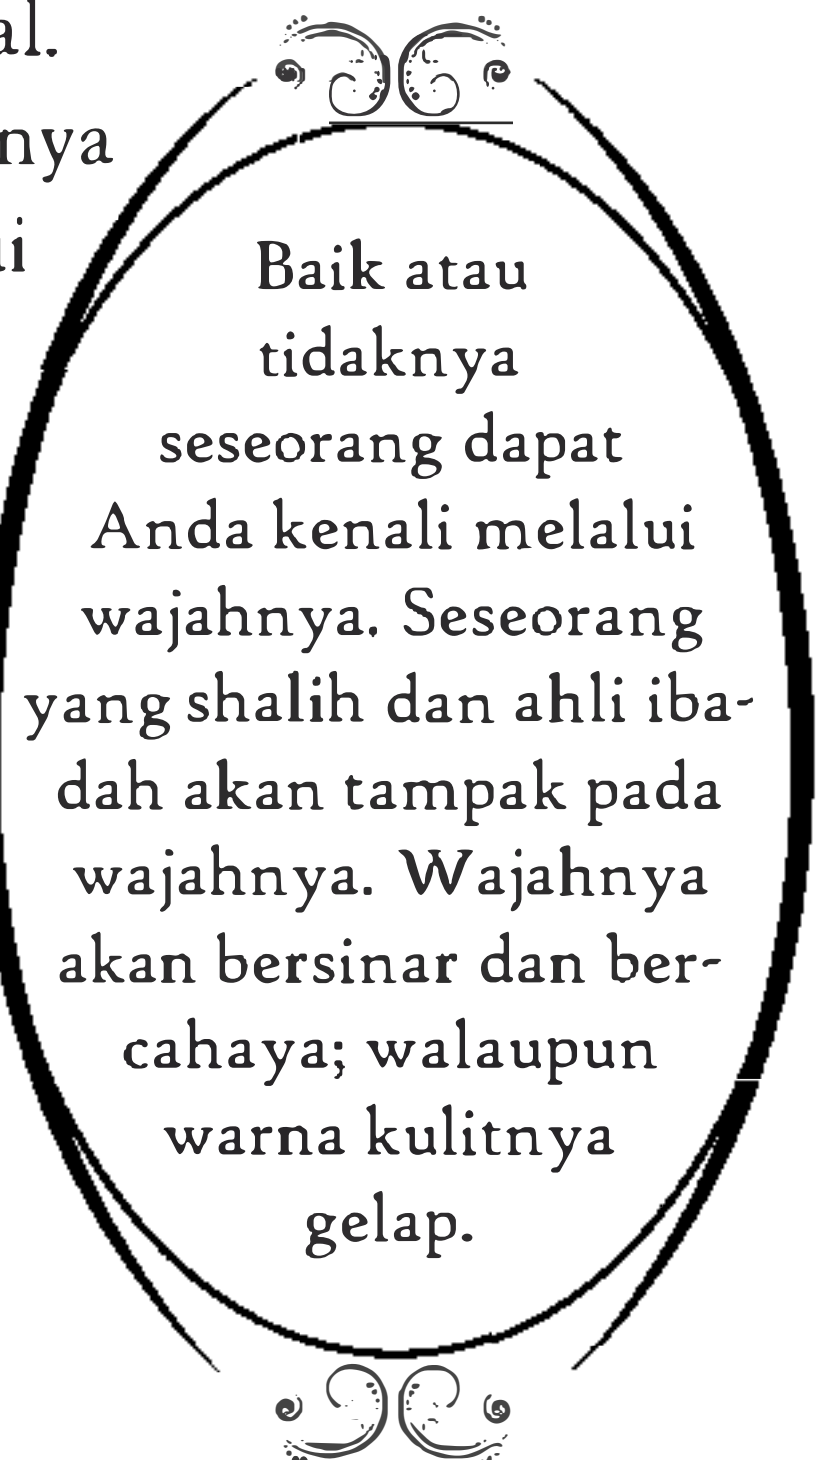 al.
nya
Baik atau
tidaknya
seseorang dapat
Anda kenali melalui
wajahnya. Seseorang
yang shalih dan ahli iba-
dah akan tampak pada
wajahnya. Wajahnya
akan bersinar dan ber-
cahaya; walaupun
warna kulitnya
gelap.